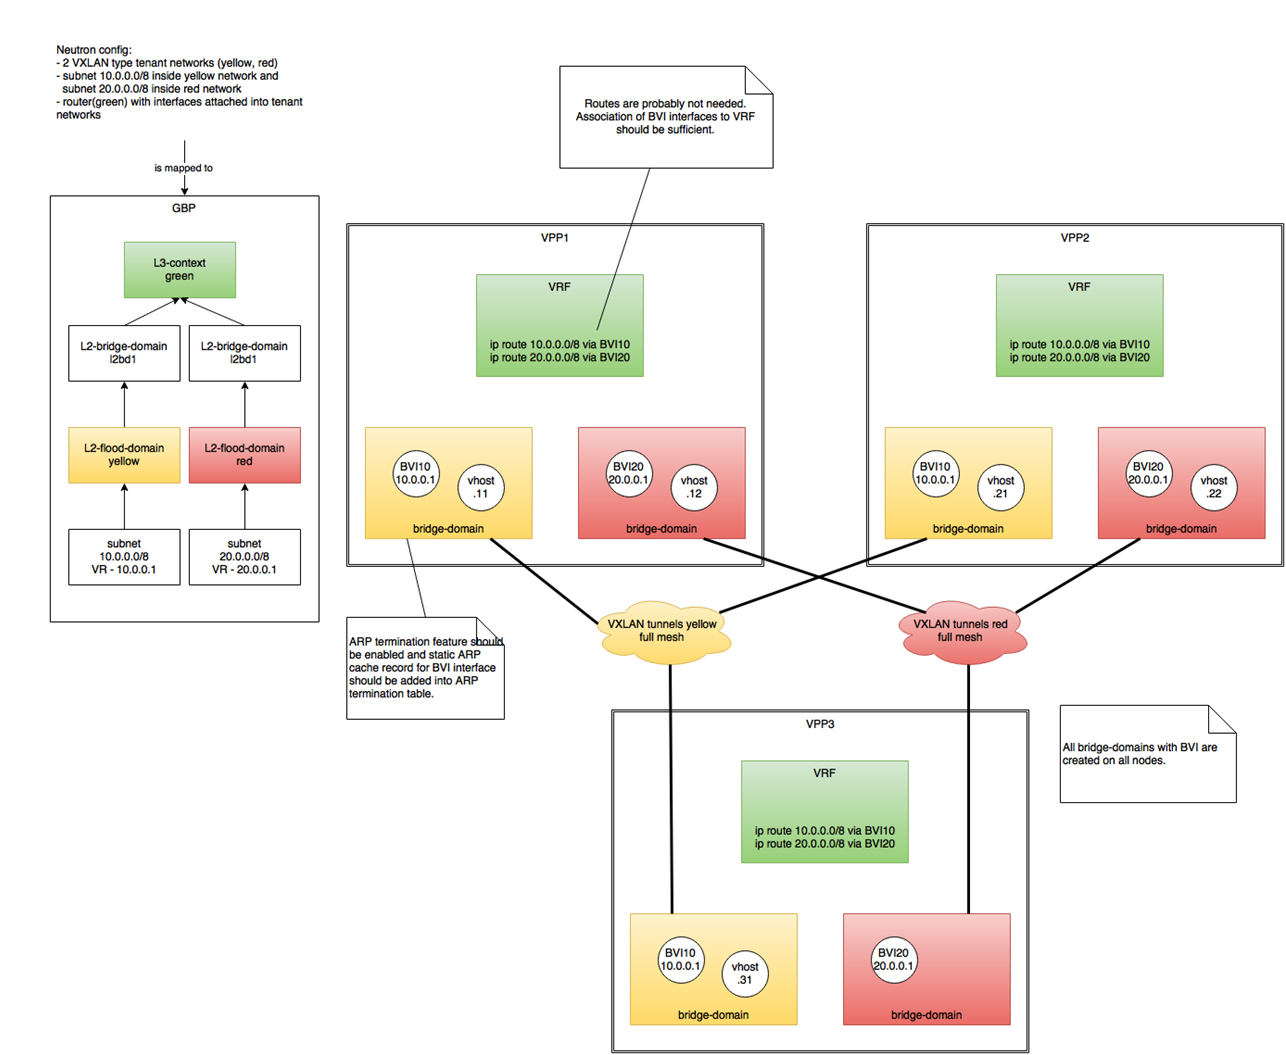 Neutron config:
- 2 VXLAN type tenant networks (yellow, red)
- subnet 10.0.0.0/8 inside yellow network and
subnet 20.0.0.0/8 inside red network
- router(green) with interfaces attached into tenant
networks
is mapped to
GBP
L3-context
green
L2-bridge-domain
l2bd1
L2-bridge-domain
l2bd1
L2-flood-domain
yellow
L2-flood-domain
red
subnet
10.0.0.0/8
VR - 10.0.0.1
subnet
20.0.0.0/8
VR - 20.0.0.1
Routes are probably not needed.
Association of BVI interfaces to VRF
should be sufficient.
VPP1
VRF
ip route 10.0.0.0/8 via BVI10
ip route 20.0.0.0/8 via BVI20
BVI10
10.0.0.1
vhost
.11
bridge-domain
BVI20
20.0.0.1
vhost
.12
bridge-domain
VPP2
VRF
ip route 10.0.0.0/8 via BVI10
ip route 20.0.0.0/8 via BVI20
BVI10
10.0.0.1
vhost
.21
bridge-domain
BVI20
20.0.0.1
vhost
.22
bridge-domain
ARP termination feature should
be enabled and static ARP
cache record for BVI interface
should be added into ARP
termination table.
VXLAN tunnels yellow
full mesh
VXLAN tunnels red
full mesh
VPP3
VRF
ip route 10.0.0.0/8 via BVI10
ip route 20.0.0.0/8 via BVI20
BVI10
10.0.0.1
vhost
.31
bridge-domain
BVI20
20.0.0.1
bridge-domain
All bridge-domains with BVI are
created on all nodes.